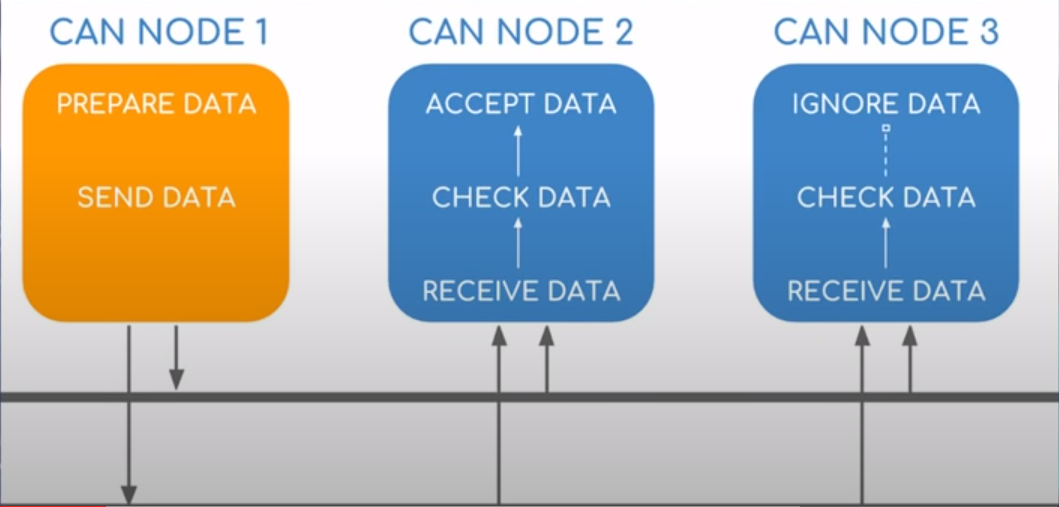 CAN NODE 1
PREPARE DATA
SEND DATA
CAN NODE 2
ACCEPT DATA
CHECK DATA
RECEIVE DATA
CAN NODE 3
IGNORE DATA
CHECK DATA
RECEIVE DATA